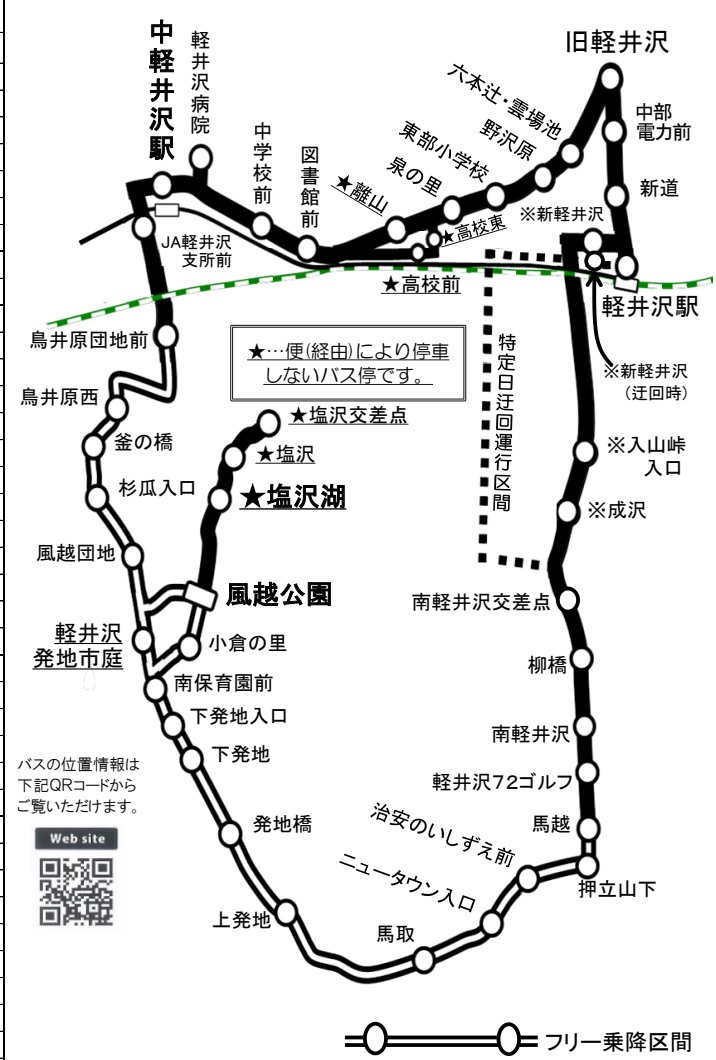 旧軽井沢
中軽井沢駅
軽井沢病院
六本辻・雲場池
中部
電力前
野沢原
中学校前
東部小学校
図書館前
泉の里
新道
★離山
※新軽井沢
★高校東
JA軽井沢
支所前
★高校前
軽井沢駅
鳥井原団地前
★…便(経由)により停車
しないバス停です。
特定日迂回運行区間
※新軽井沢
(迂回時)
鳥井原西
★塩沢交差点
釜の橋
★塩沢
※入山峠
入口
杉瓜入口
★塩沢湖
※成沢
風越団地
風越公園
南軽井沢交差点
軽井沢
発地市庭
小倉の里
柳橋
南保育園前
下発地入口
南軽井沢
下発地
バスの位置情報は
下記QRコードから
ご覧いただけます。
軽井沢72ゴルフ
Web site
発地橋
馬越
治安のいしずえ前
ニュータウン入口
押立山下
上発地
馬取
フリー乗降区間